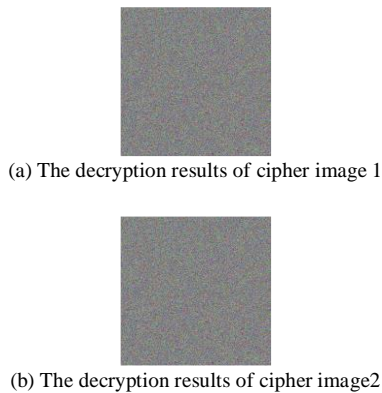 (a) The decryption results of cipher image 1
(b) The decryption results of cipher image2